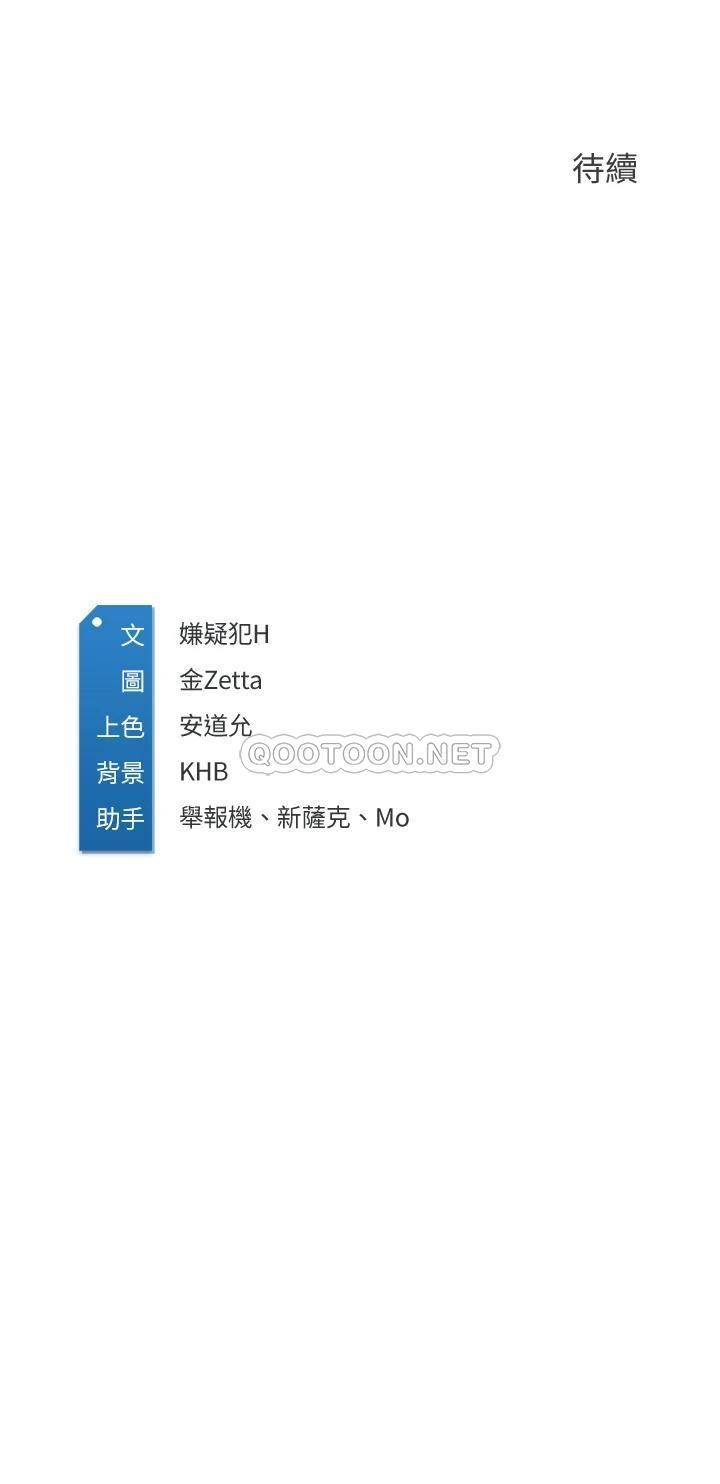 待續
文 嫌疑犯H
圖 金Zetta
上色 安道允
QOOTOON.NET
背景 KHB
助手 舉報機、新薩克、Mo